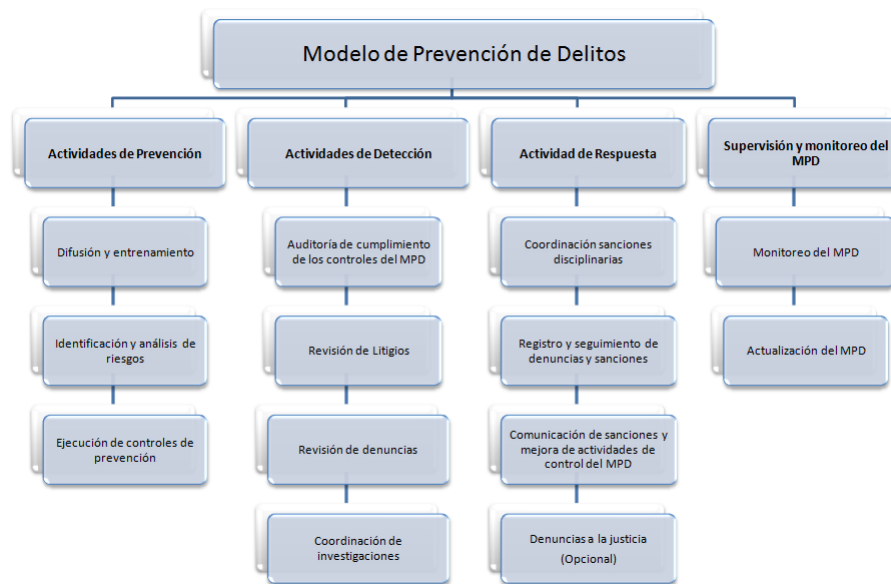 Modelo de Prevención de Delitos
Actividades de Prevención
Actividades de Detección
Actividad de Respuesta
Supervisión y monitoreo del
MPD
Difusión y entrenamiento
Auditoría de cumplimiento
de los controles del MPD
Coordinación sanciones
disciplinarias
Monitoreo del MPD
Identificación y análisis de
riesgos
Revisión de Litigios
Registro y seguimiento de
denuncias y sanciones
Actualización del MPD
Ejecución de controles de
prevención
Revisión de denuncias
Comunicación de sanciones y
mejora de actividades de
control del MPD
Coordinación de
investigaciones
Denuncias a la justicia
(Opcional)